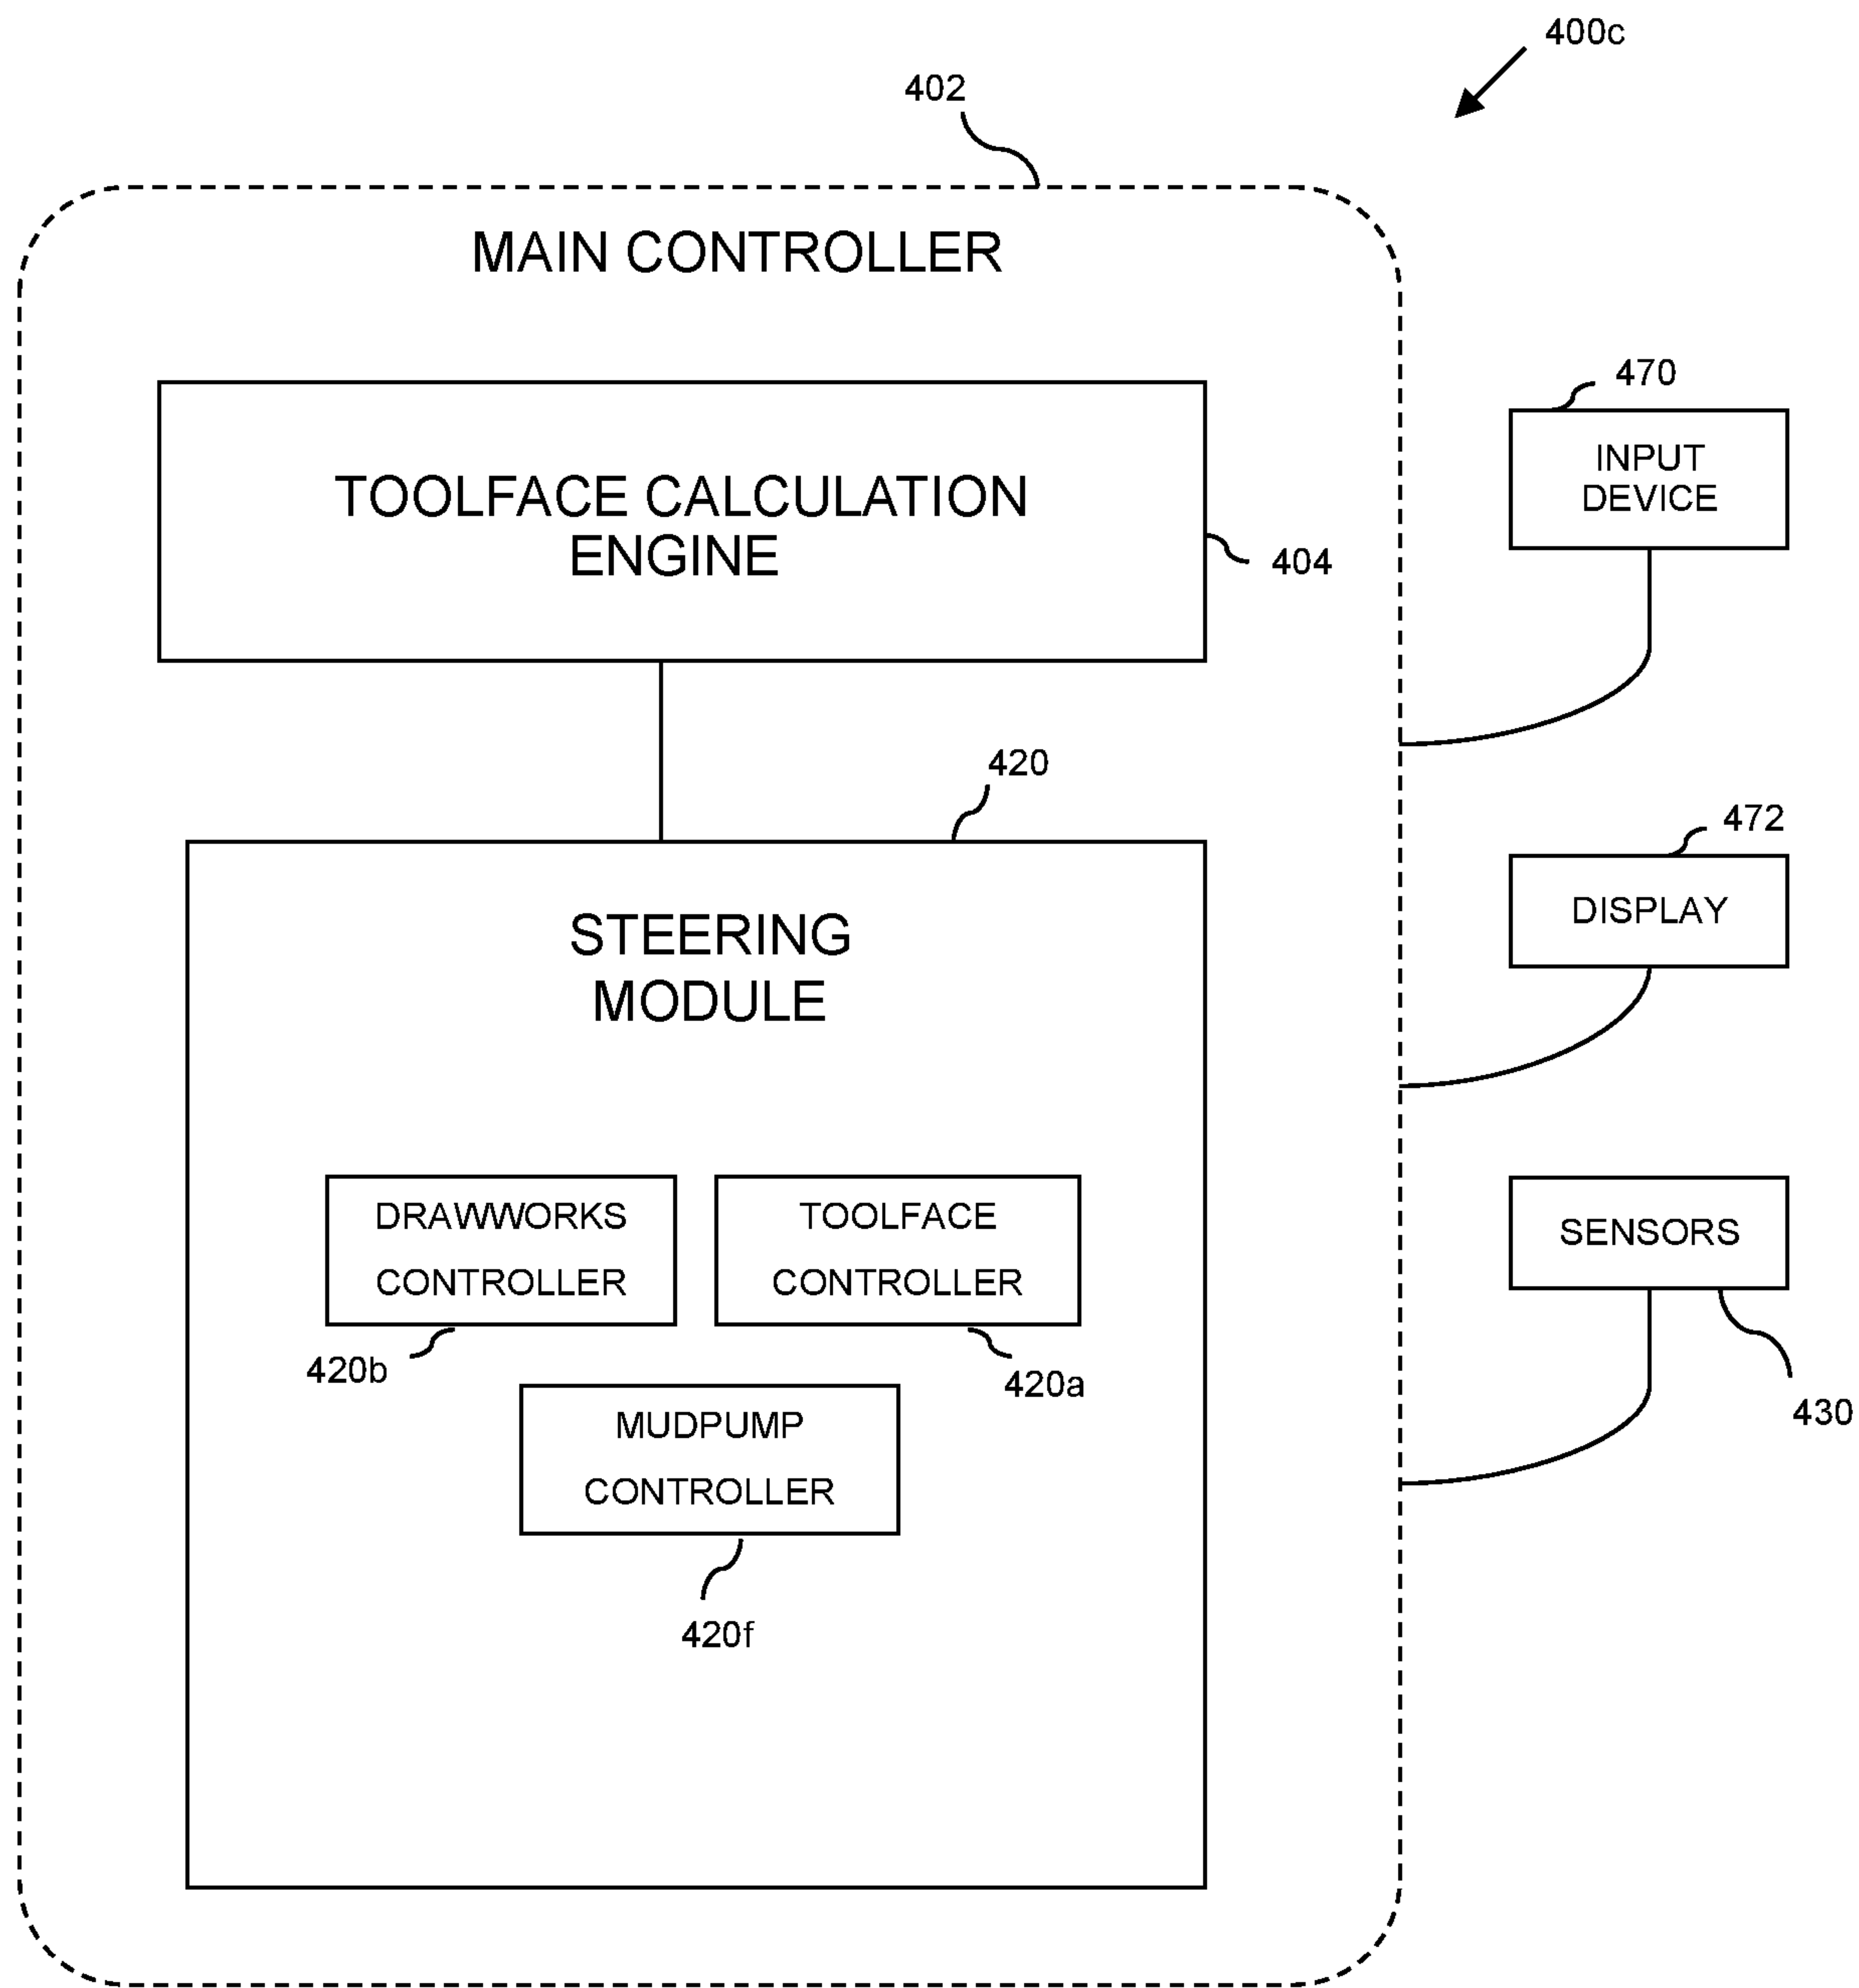 400c
402
MAIN CONTROLLER
TOOLFACE CALCULATION
ENGINE
404
470
INPUT
DEVICE
420
STEERING
MODULE
472
DISPLAY
DRAWWORKS
CONTROLLER
420b
TOOLFACE
CONTROLLER
420a
MUDPUMP
CONTROLLER
420f
SENSORS
430